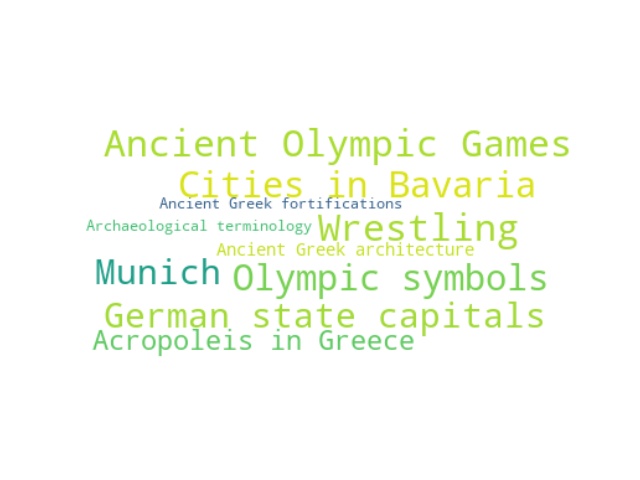 Ancient Olympic Games
Cities in Bavaria
Ancient Greek fortifications
Archaeological terminology
Wrestling
Ancient Greek architecture
Munich
Olympic symbols
German state capitals
Acropoleis in Greece